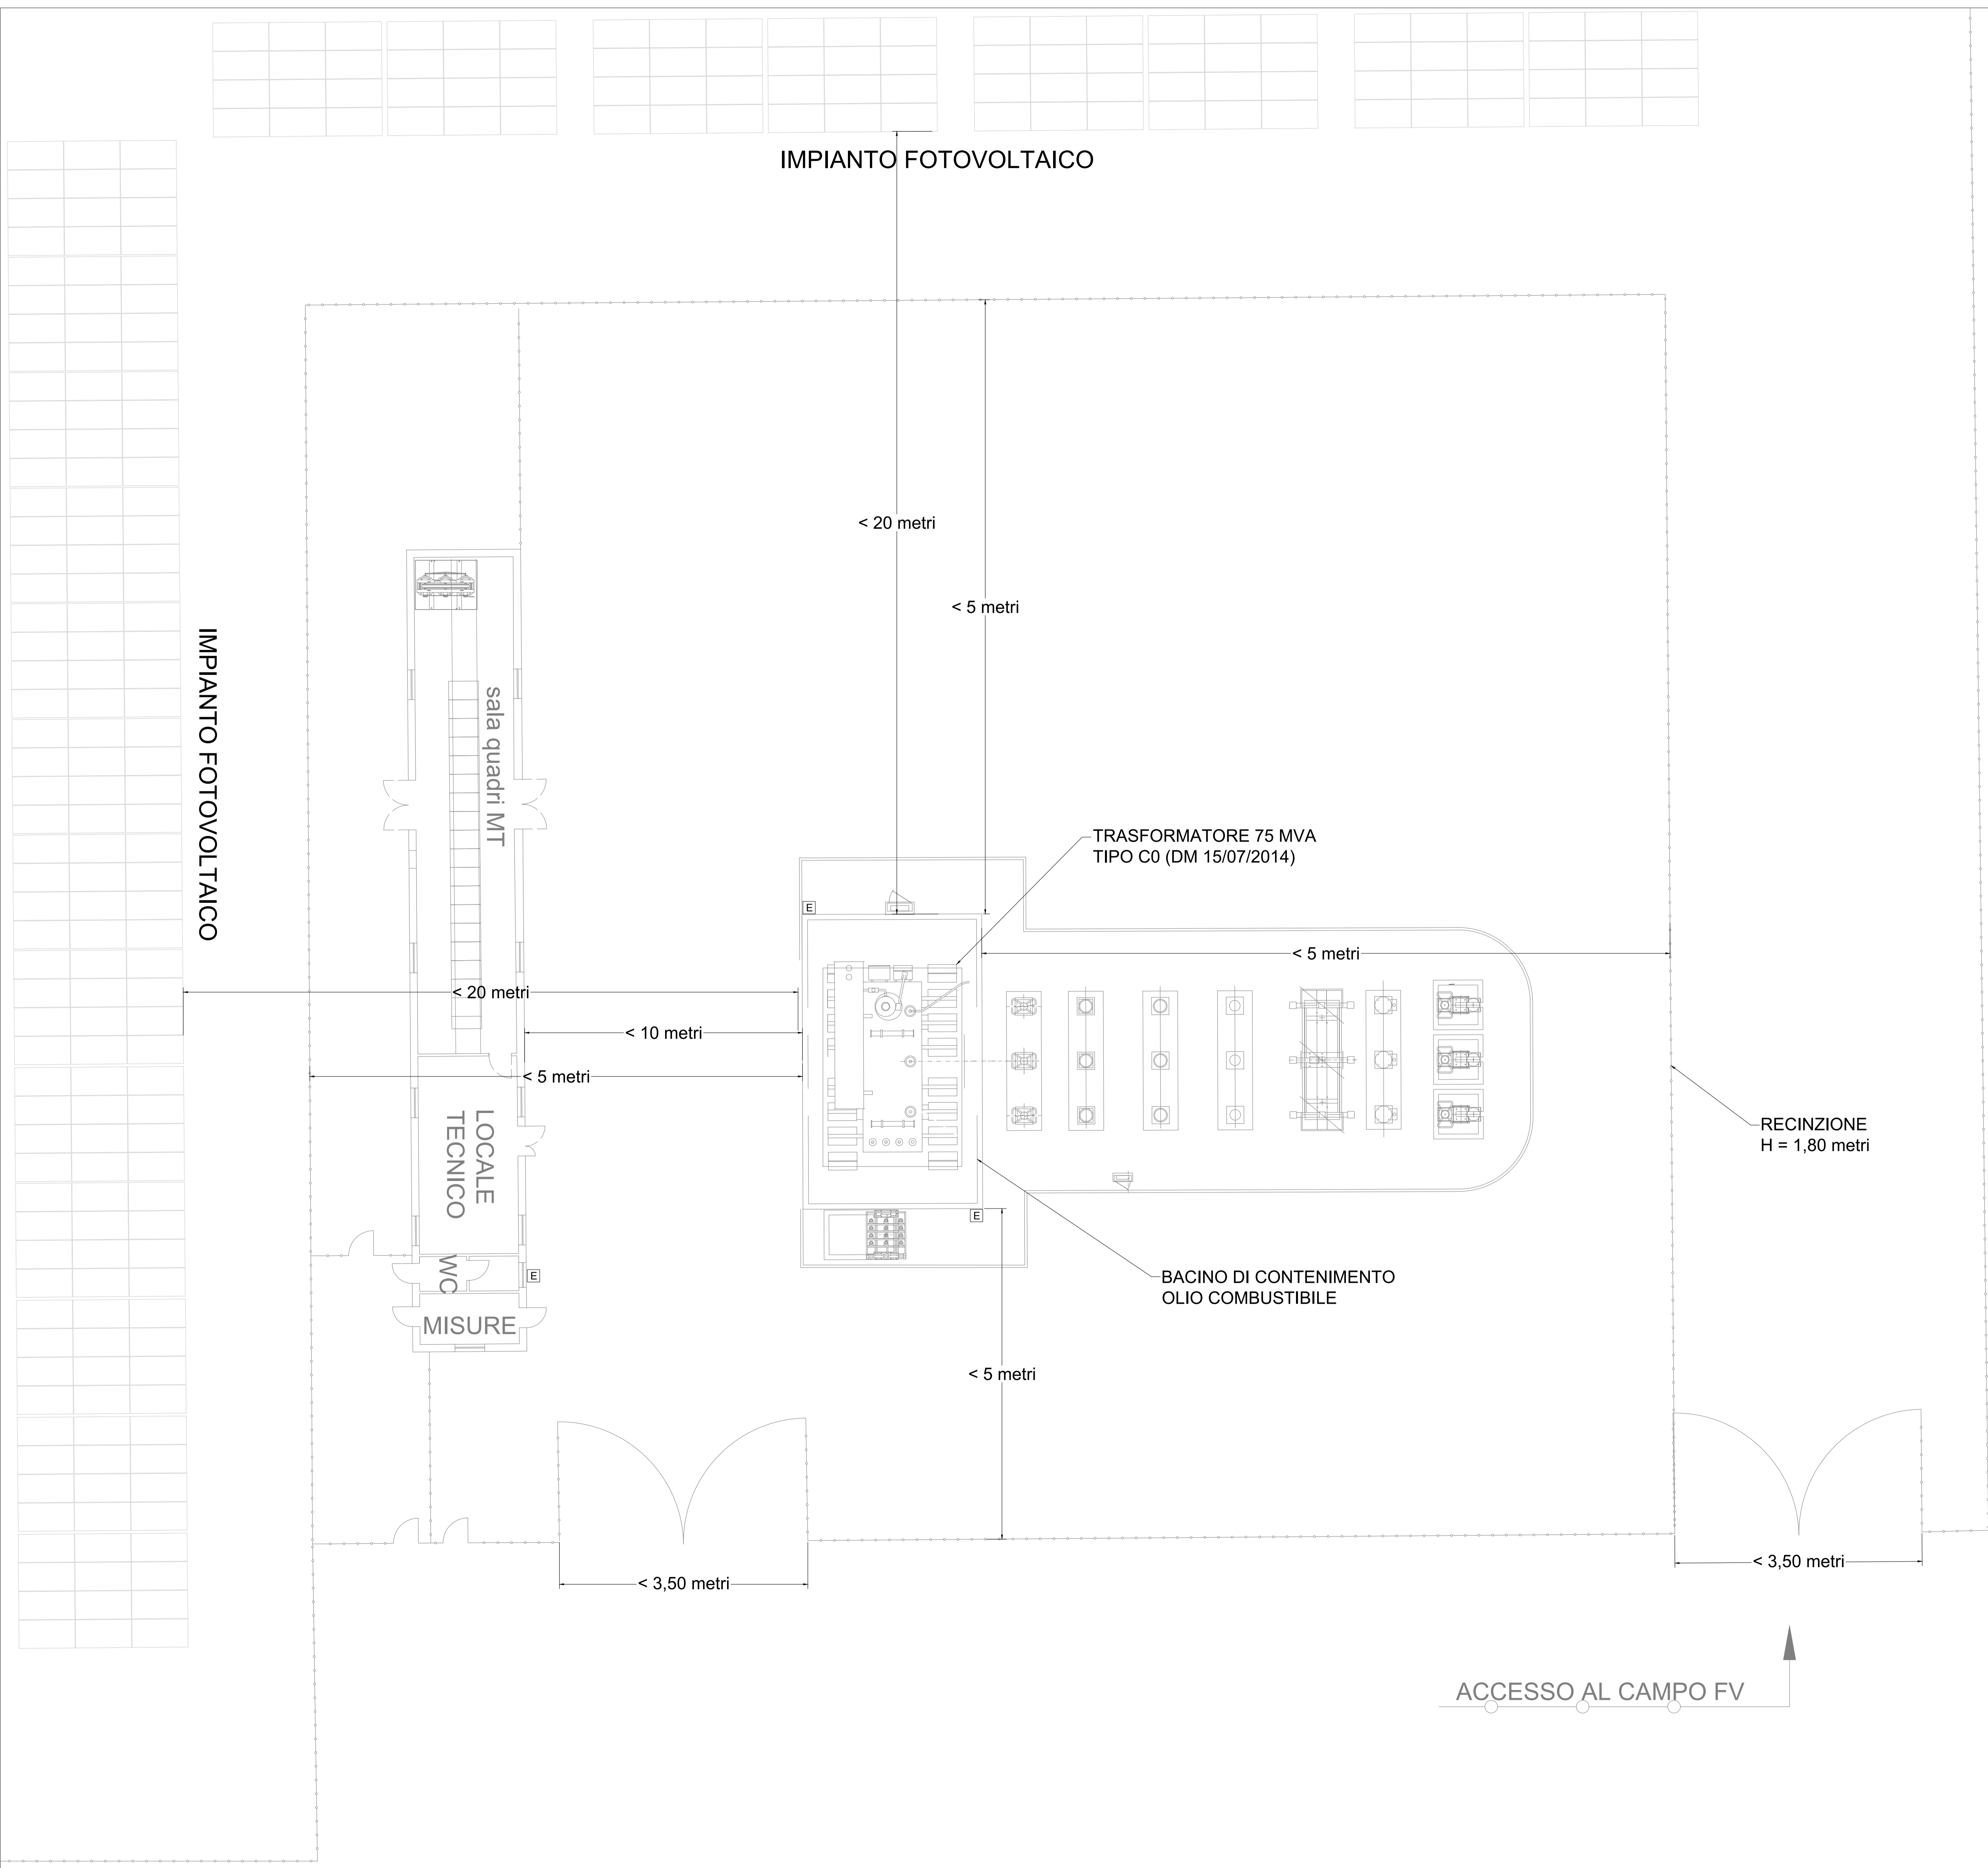 IMPIANTO FOTOVOLTAICO
< 20 metri
< 5 metri
IMPIANTO FOTOVOLTAICO
sala quadri MT
TRASFORMATORE 75 MVA
TIPO C0 (DM 15/07/2014)
E
< 5 metri
< 20 metri
< 10 metri
< 5 metri
LOCALE
TECNICO
RECINZIONE
H = 1,80 metri
E
WC
E
BACINO DI CONTENIMENTO
OLIO COMBUSTIBILE
MISURE
< 5 metri
< 3,50 metri
< 3,50 metri
ACCESSO AL CAMPO FV